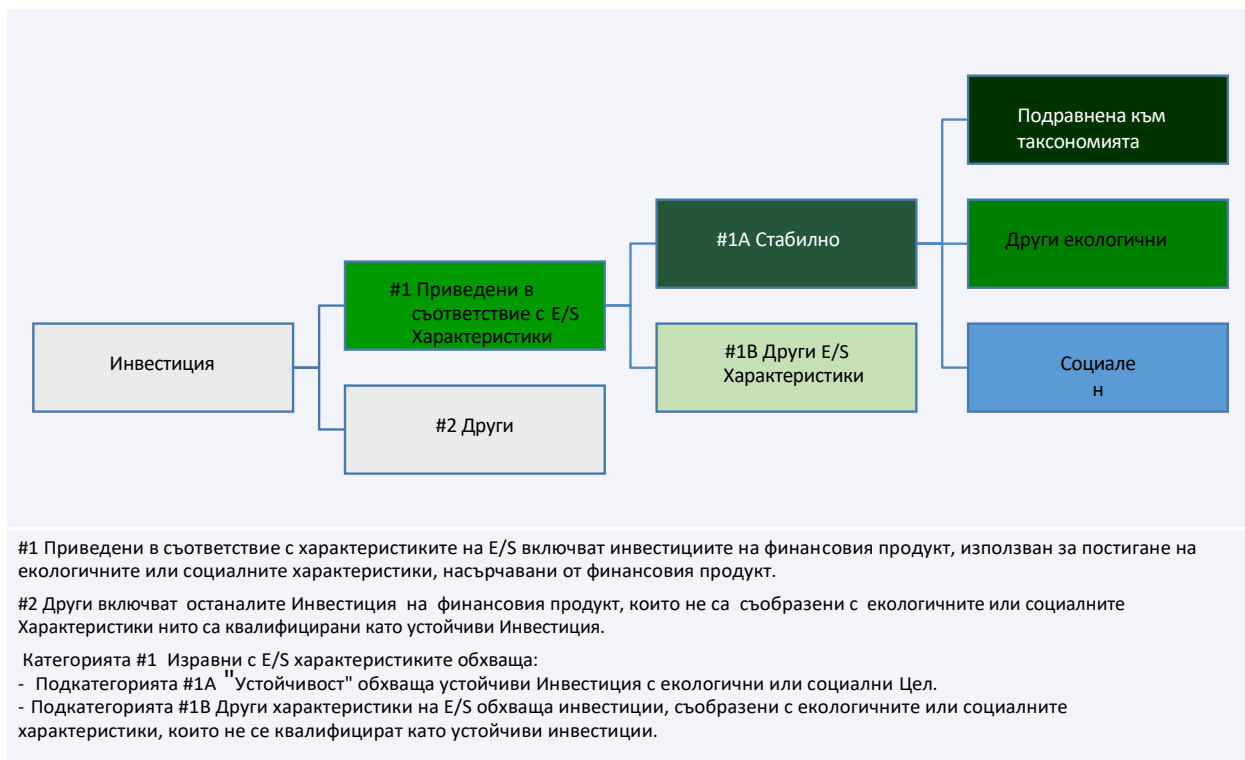 Подравнена към
таксономията
#1A Стабилно
Други екологични
#1 Приведени в
съответствие с E/S
Характеристики
Инвестиция
#1B Други E/S
Характеристики
Социале
н
#2 Други
#1 Приведени в съответствие с характеристиките на E/S включват инвестициите на финансовия продукт, използван за постигане на
екологичните или социалните характеристики, насърчавани от финансовия продукт.
#2 Други включват останалите Инвестиция на финансовия продукт, които не са съобразени с екологичните или социалните
Характеристики нито са квалифицирани като устойчиви Инвестиция.
Категорията #1 Изравни с E/S характеристиките обхваща:
- Подкатегорията #1A "Устойчивост" обхваща устойчиви Инвестиция с екологични или социални Цел.
- Подкатегорията #1B Други характеристики на E/S обхваща инвестиции, съобразени с екологичните или социалните
характеристики, които не се квалифицират като устойчиви инвестиции.